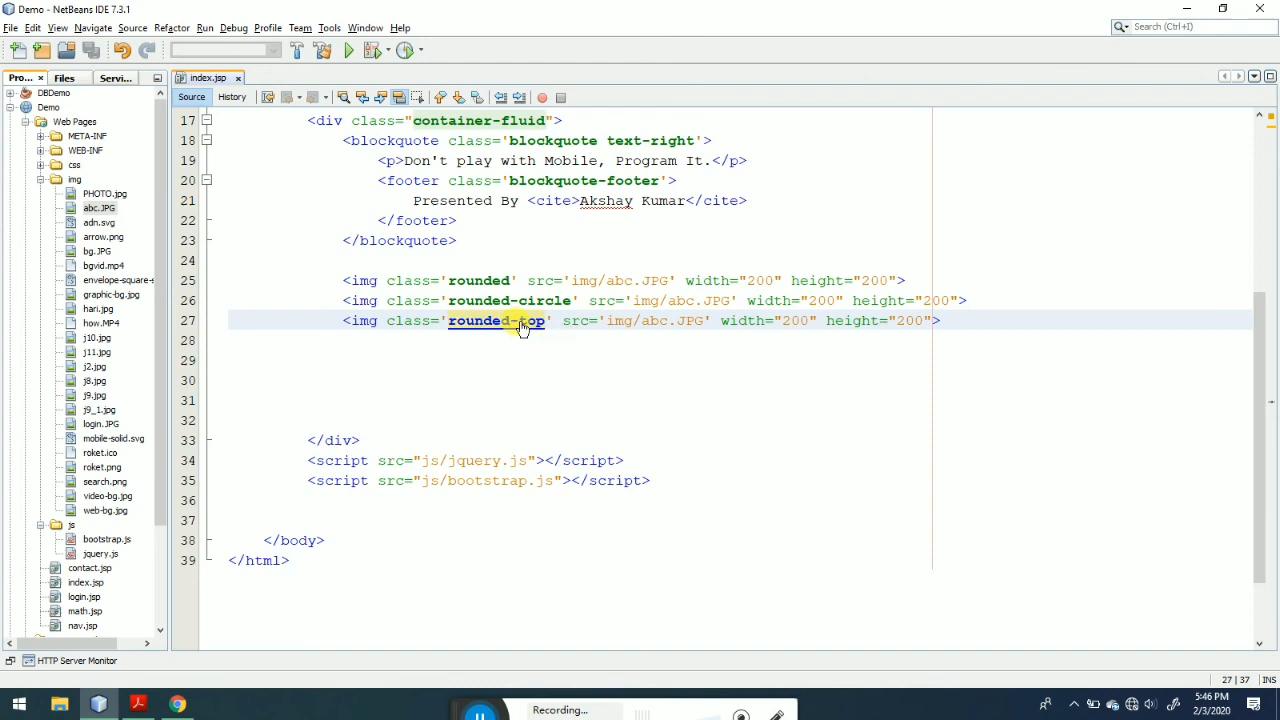 Demo - NetBeans IDE 7.3.1
File Edit View Navigate Source Refactor Run Debug Profile Team Tools Window Help
Search (Ctrl+I)
Pro... Files Servi... index.jsp
Source History
DBDemo
Demo
Web Pages
META-INF
WEB-INF
css
img
PHOTO.jpg
abc.JPG
adn.svg
arrow.png
bg.JPG
bgvid.mp4
envelope-square-s
graphic-bg.jpg
hari.jpg
how.MP4
j10.jpg
j11.jpg
j2.jpg
j8.jpg
j9.jpg
j9_1.jpg
login.JPG
mobile-solid.svg
roket.ico
roket.png
search.png
video-bg.jpg
web-bg.jpg
js
bootstrap.js
jquery.js
contact.jsp
index.jsp
login.jsp
math.jsp
nav.jsp
17 <div class="container-fluid">
18 <blockquote class='blockquote text-right'>
19 <p>Don't play with Mobile, Program It.</p>
20 <footer class='blockquote-footer'>
21 Presented By <cite>Akshay Kumar</cite>
22 </footer>
23 </blockquote>
24
25 <img class='rounded' src='img/abc.JPG' width="200" height="200">
26 <img class='rounded-circle' src='img/abc.JPG' width="200" height="200">
27 <img class='rounded-top' src='img/abc.JPG' width="200" height="200">
28
29
30
31
32
33 </div>
34 <script src="js/jquery.js"></script>
35 <script src="js/bootstrap.js"></script>
36
37
38 </body>
39 </html>
HTTP Server Monitor
27 | 37 INS
Recording...
5:46 PM
2/3/2020